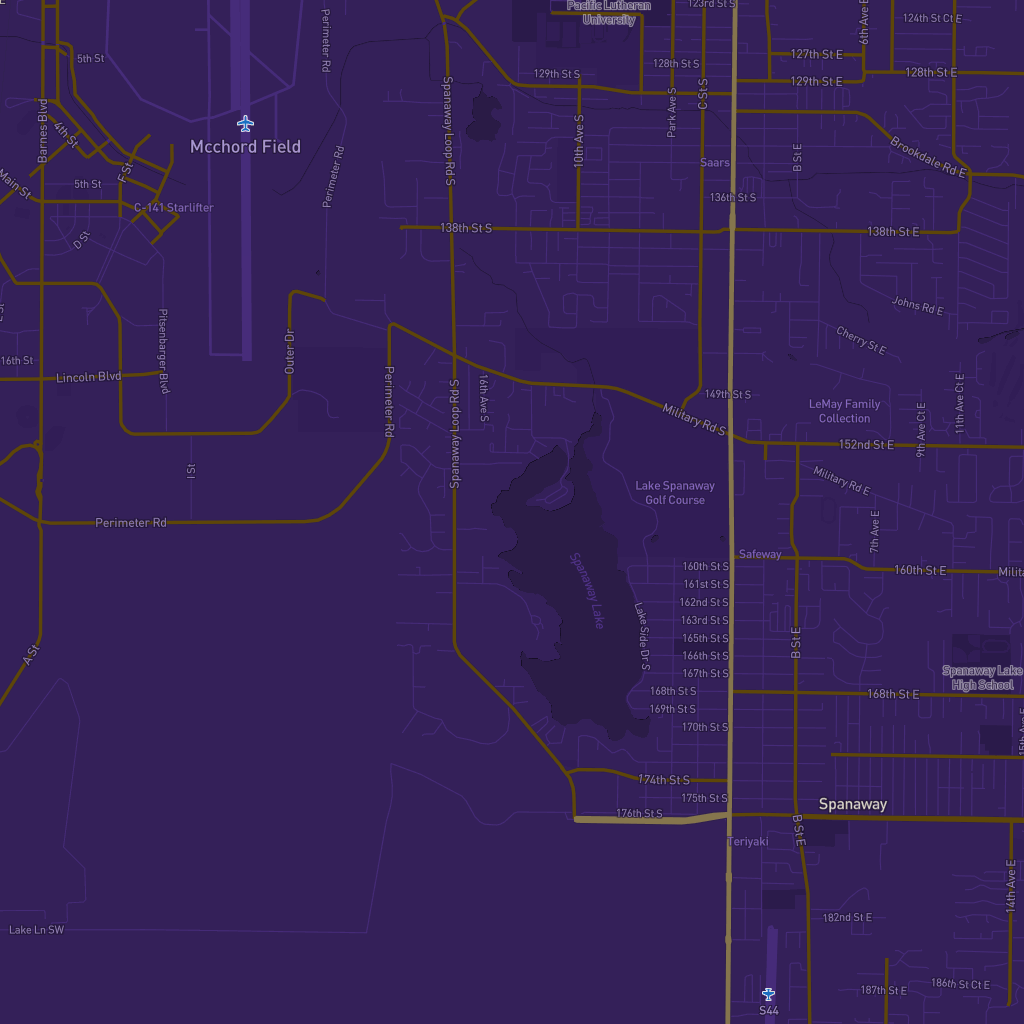 Pacific Lutheran
University
123rd St S
124th St Ct E
6th Ave E
5th St
Perimeter Rd
127th St E
128th St S
128th St E
129th St S
129th St E
Spanaway Loop Rd S
C St S
Park Ave S
Barnes Blvd
4th St
10th Ave S
Mcchord Field
Brookdale Rd E
B St E
Saars
F St
Perimeter Rd
Main St
5th St
136th St S
C-141 Starlifter
138th St S
138th St E
D St
Johns Rd E
Cherry St E
Pitsenbarger Blvd
Outer Dr
16th St
Lincoln Blvd
Perimeter Rd
16th Ave S
Spanaway Loop Rd S
149th St S
LeMay Family
Collection
11th Ave Ct E
9th Ave Ct E
Military Rd S
152nd St E
I St
Military Rd E
Lake Spanaway
Golf Course
Perimeter Rd
7th Ave E
Safeway
160th St S
160th St E
Milita
Spanaway Lake
161st St S
162nd St S
163rd St S
Lake Side Dr S
165th St S
B St E
166th St S
A St
167th St S
Spanaway Lake
High School
168th St S
168th St E
169th St S
170th St S
15th Ave
174th St S
175th St S
Spanaway
176th St S
B St E
Teriyaki
14th Ave E
182nd St E
Lake Ln SW
186th St Ct E
187th St E
S44